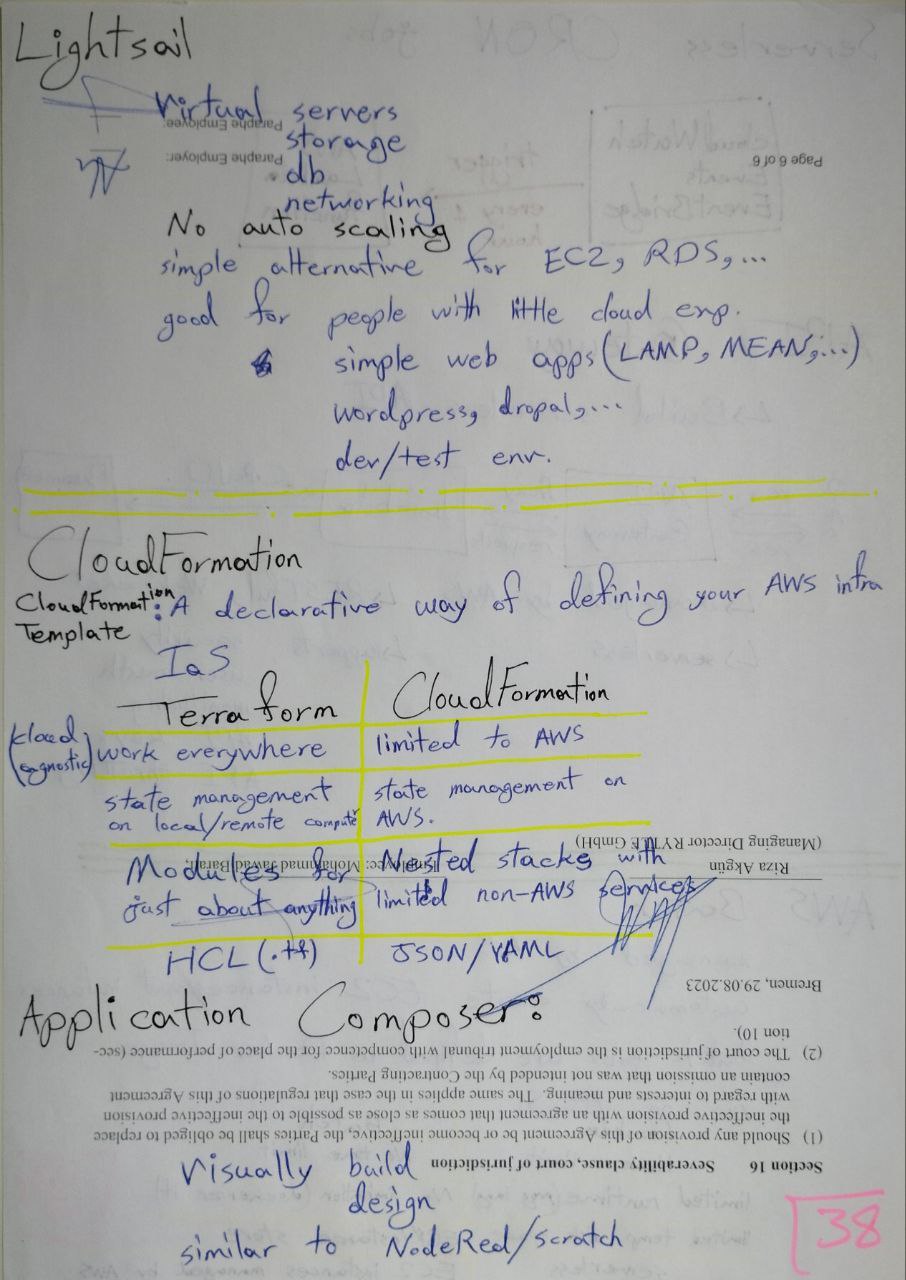 Lightsail
virtual servers
Paraphe Employee:
storage
Paraphe Employer:
Page 6 of 6
db
networking
No auto scaling
simple alternative for EC2, RDS,...
good for people with little cloud exp.
simple web apps (LAMP, MEAN,...)
wordpress, dropal,...
dev/test env.
CloudFormation
CloudFormation
Template
: A declarative way of defining your AWS infra
IaS
Terraform
CloudFormation
(cloud
agnostic)
work everywhere
limited to AWS
state management
on local/remote computer
state management on
AWS.
Modules for
just about anything
Nested stacks with
limited non-AWS services
(Managing Director RYTLE GmbH)
Riza Akgün
Employee: Mohammad Jawad Barati
HCL (.tf)
JSON/YAML
Bremen, 29.08.2023
Application Composer:
Section 16 Severability clause, court of jurisdiction
(1) Should any provision of this Agreement be or become ineffective, the Parties shall be obliged to replace
the ineffective provision with an agreement that comes as close as possible to the ineffective provision
with regard to interests and meaning. The same applies in the case that regulations of this Agreement
contain an omission that was not intended by the Contracting Parties.
(2) The court of jurisdiction is the employment tribunal with competence for the place of performance (sec-
tion 10).
visually build
design
similar to NodeRed/scratch
38